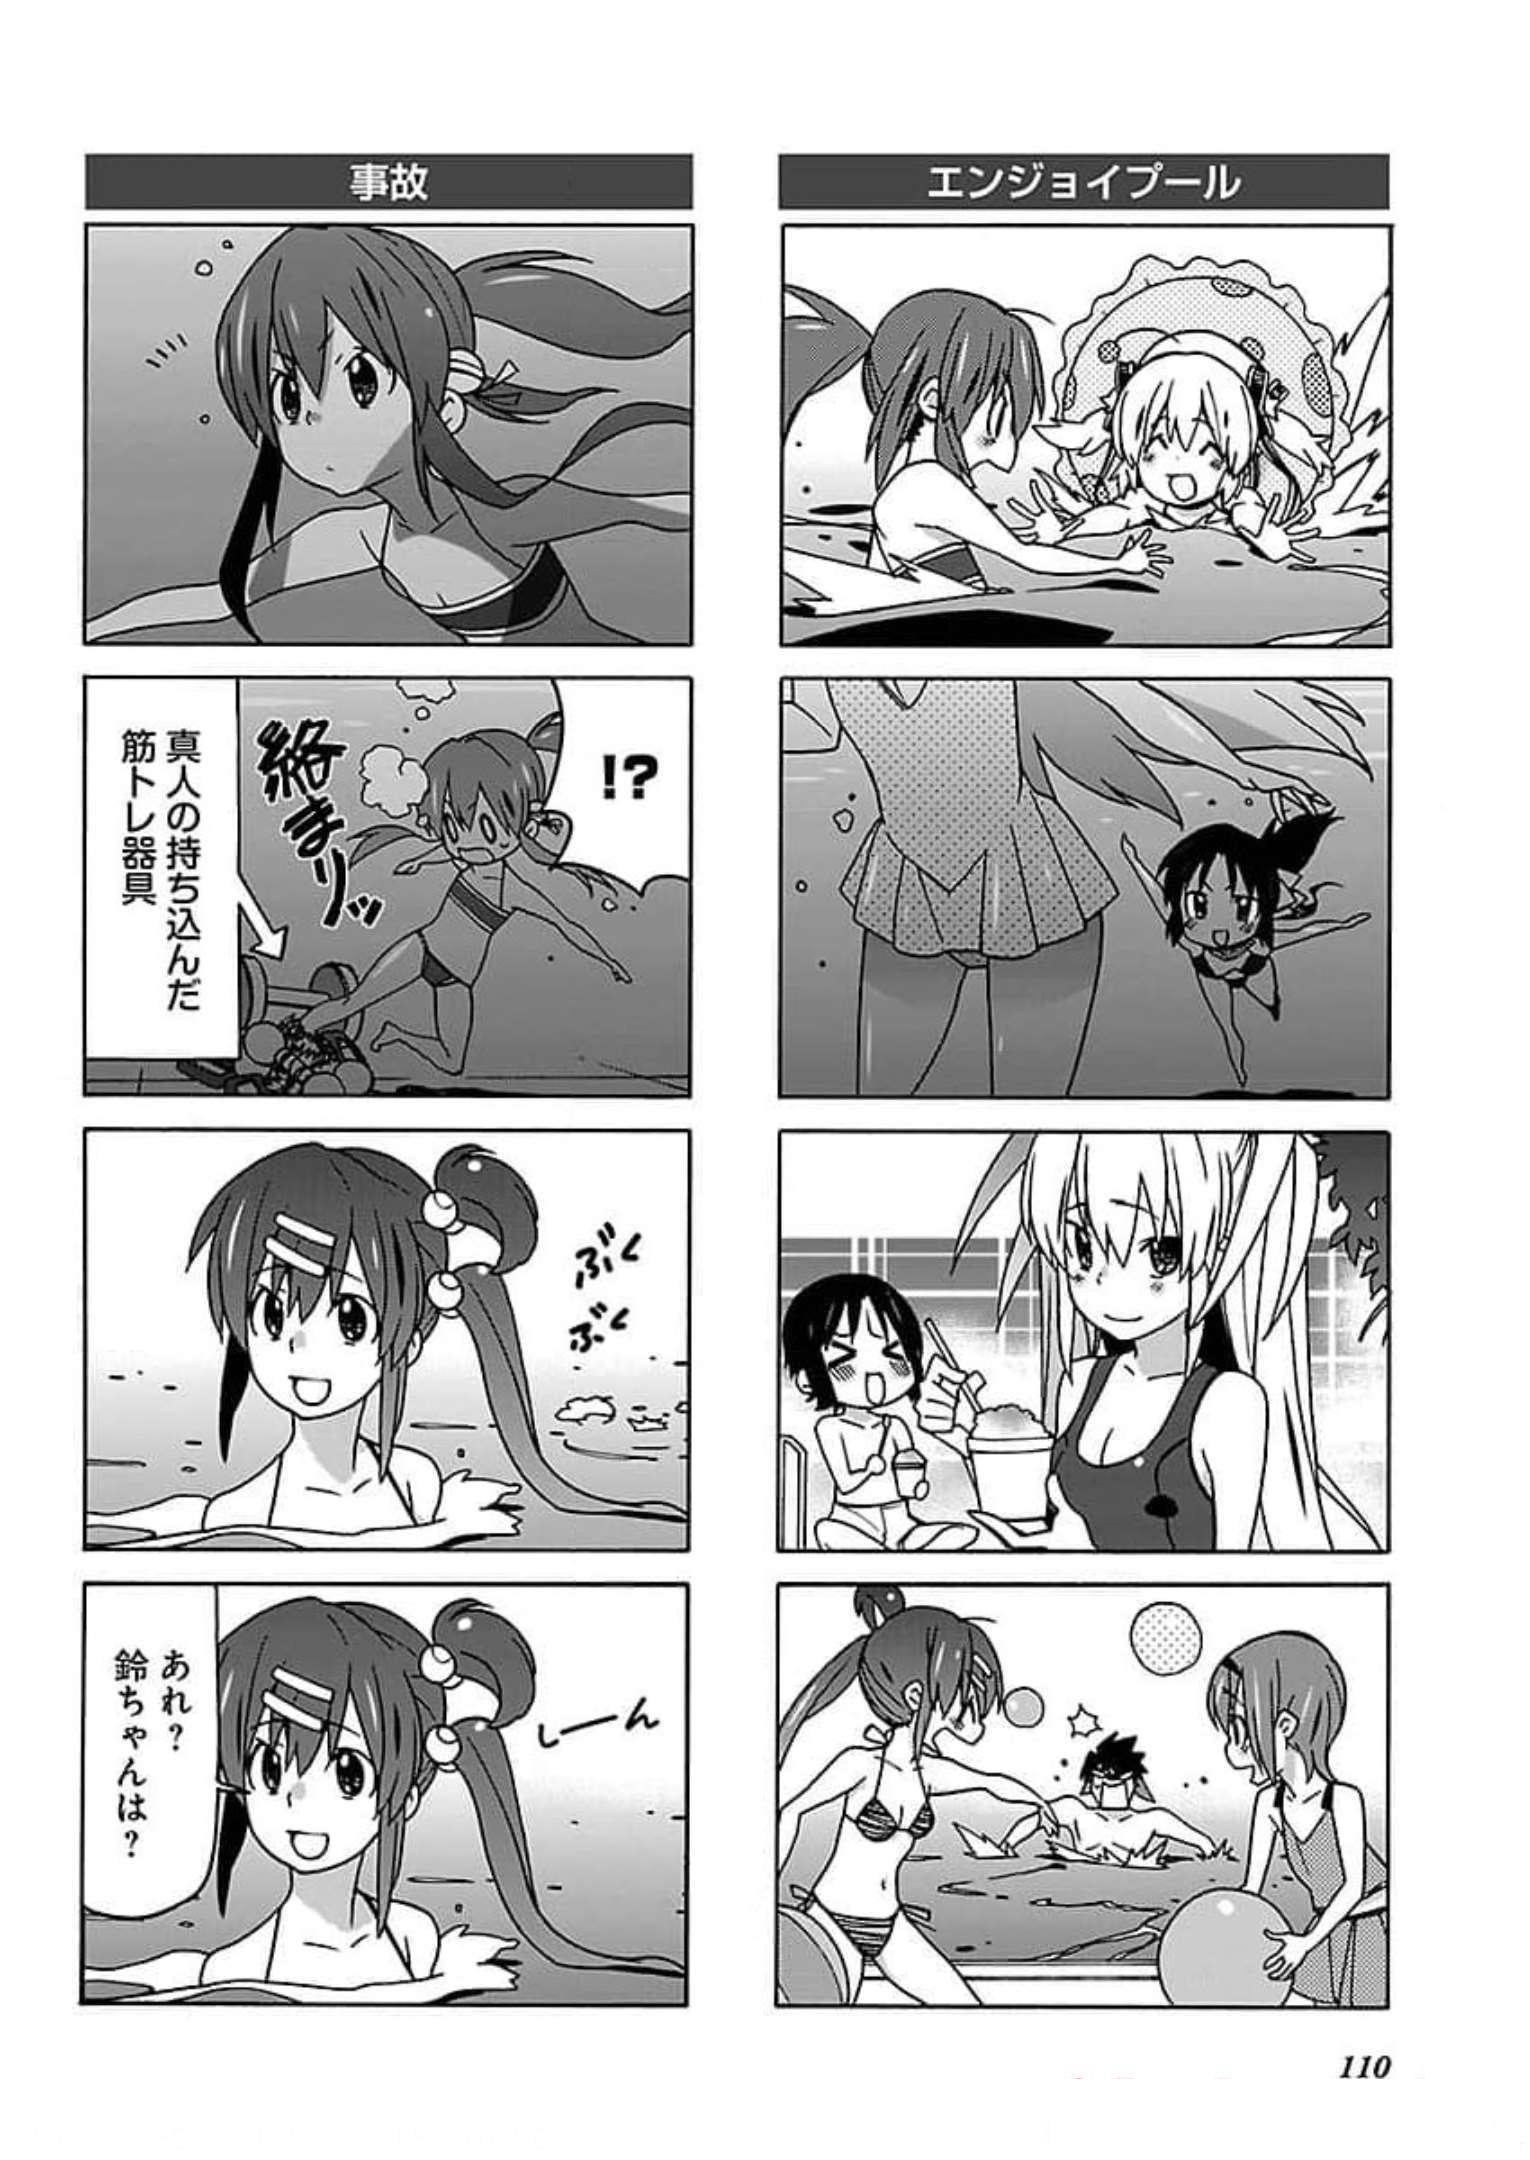 エンジョイプール
事故
!?
絡まりッ
真人の持ち込んだ
筋トレ器具
ぶく
ぶく
しーん
あれ?
鈴ちゃんは?
110